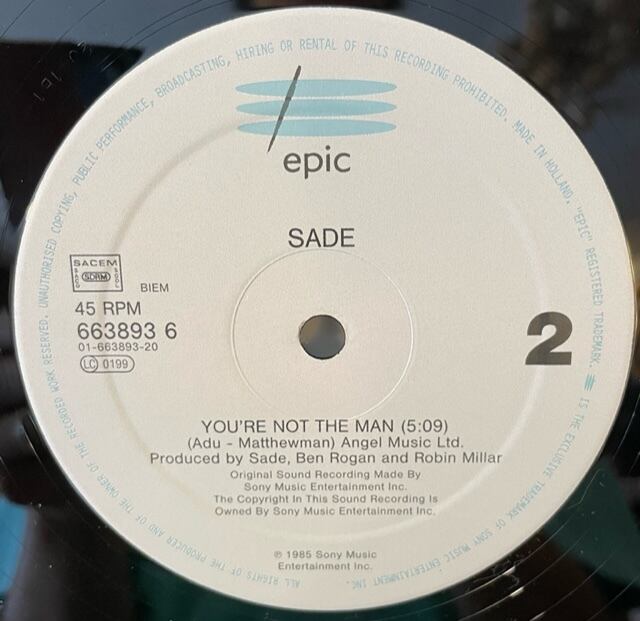 ALL RIGHTS OF THE PRODUCER AND OF THE OWNER OF THE RECORDED WORK RESERVED. UNAUTHORISED COPYING, PUBLIC PERFORMANCE, BROADCASTING, HIRING OR RENTAL OF THIS RECORDING PROHIBITED. MADE IN HOLLAND. "EPIC" REGISTERED TRADEMARK. IS THE EXCLUSIVE TRADEMARK OF SONY MUSIC ENTERTAINMENT INC.
epic
SADE
SACEM
SDRM
BIEM
45 RPM
663893 6
01-663893-20
LC 0199
2
YOU'RE NOT THE MAN (5:09)
(Adu - Matthewman) Angel Music Ltd.
Produced by Sade, Ben Rogan and Robin Millar
Original Sound Recording Made By
Sony Music Entertainment Inc.
The Copyright In This Sound Recording Is
Owned By Sony Music Entertainment Inc.
℗ 1985 Sony Music
Entertainment Inc.